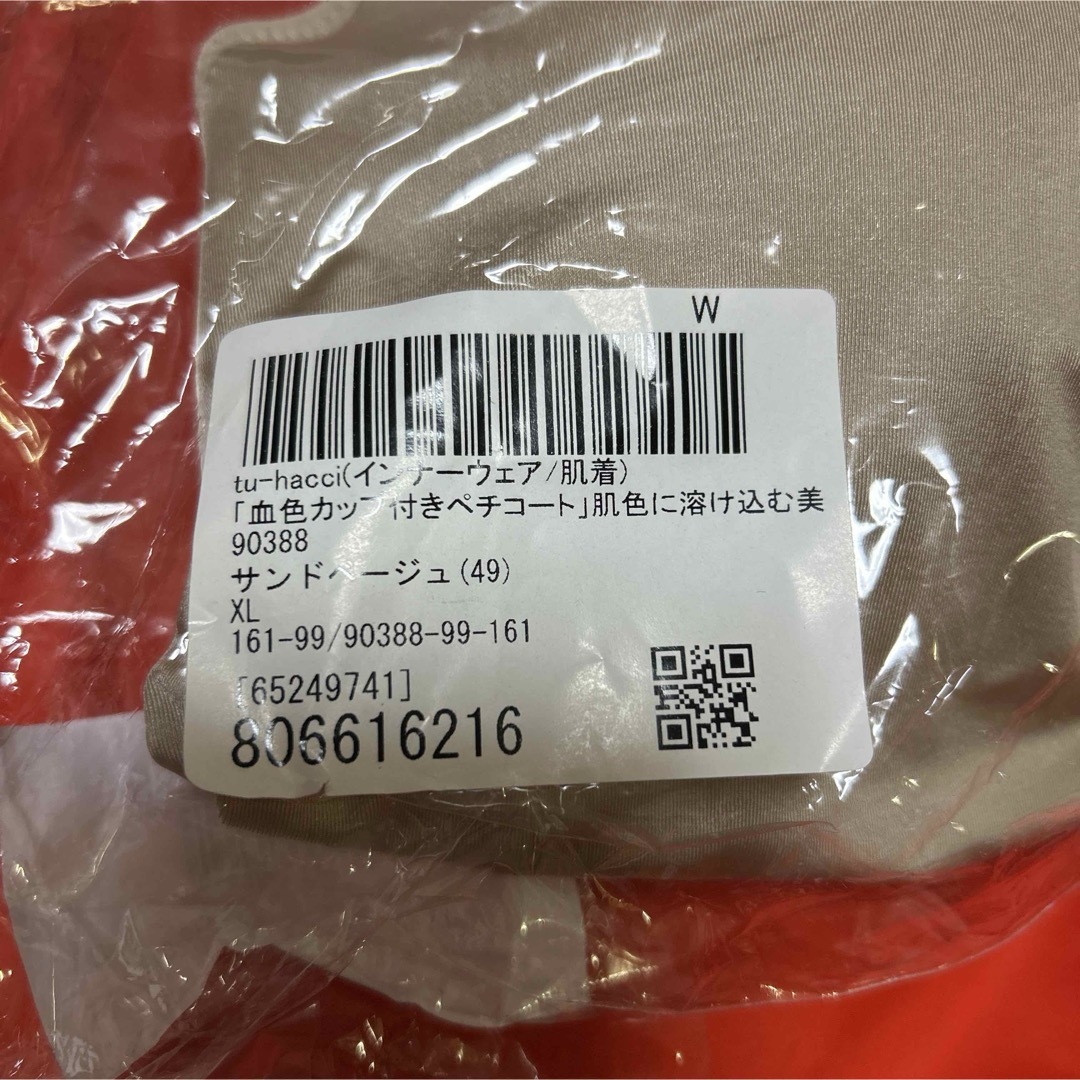 W
tu-hacci(インナーウェア/肌着)
「血色カップ付きペチコート」肌色に溶け込む美
90388
サンドベージュ(49)
XL
161-99/90388-99-161
[65249741]
806616216